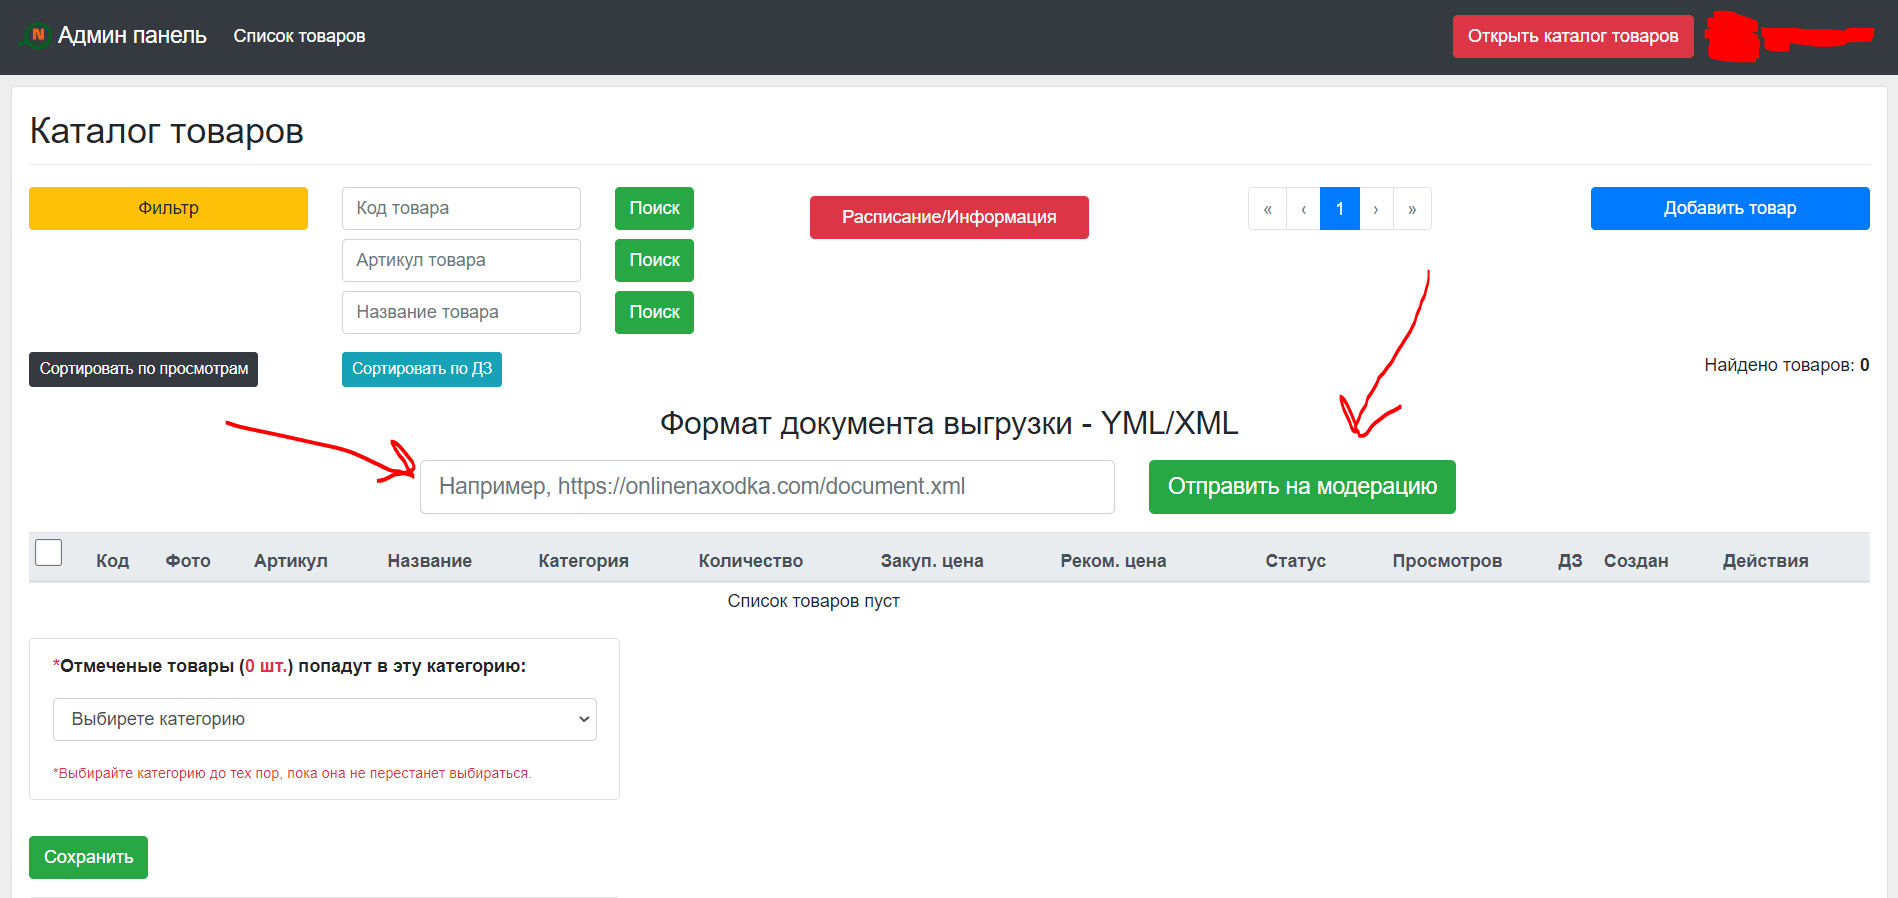 N Админ панель Список товаров Открыть каталог товаров
Каталог товаров
Фильтр Код товара Поиск Расписание/Информация « ‹ 1 › » Добавить товар
Артикул товара Поиск
Название товара Поиск
Сортировать по просмотрам Сортировать по ДЗ Найдено товаров: 0
Формат документа выгрузки - YML/XML
Например, https://onlinenaxodka.com/document.xml Отправить на модерацию
Код Фото Артикул Название Категория Количество Закуп. цена Реком. цена Статус Просмотров ДЗ Создан Действия
Список товаров пуст
*Отмеченые товары (0 шт.) попадут в эту категорию:
Выбирете категорию
*Выбирайте категорию до тех пор, пока она не перестанет выбираться.
Сохранить